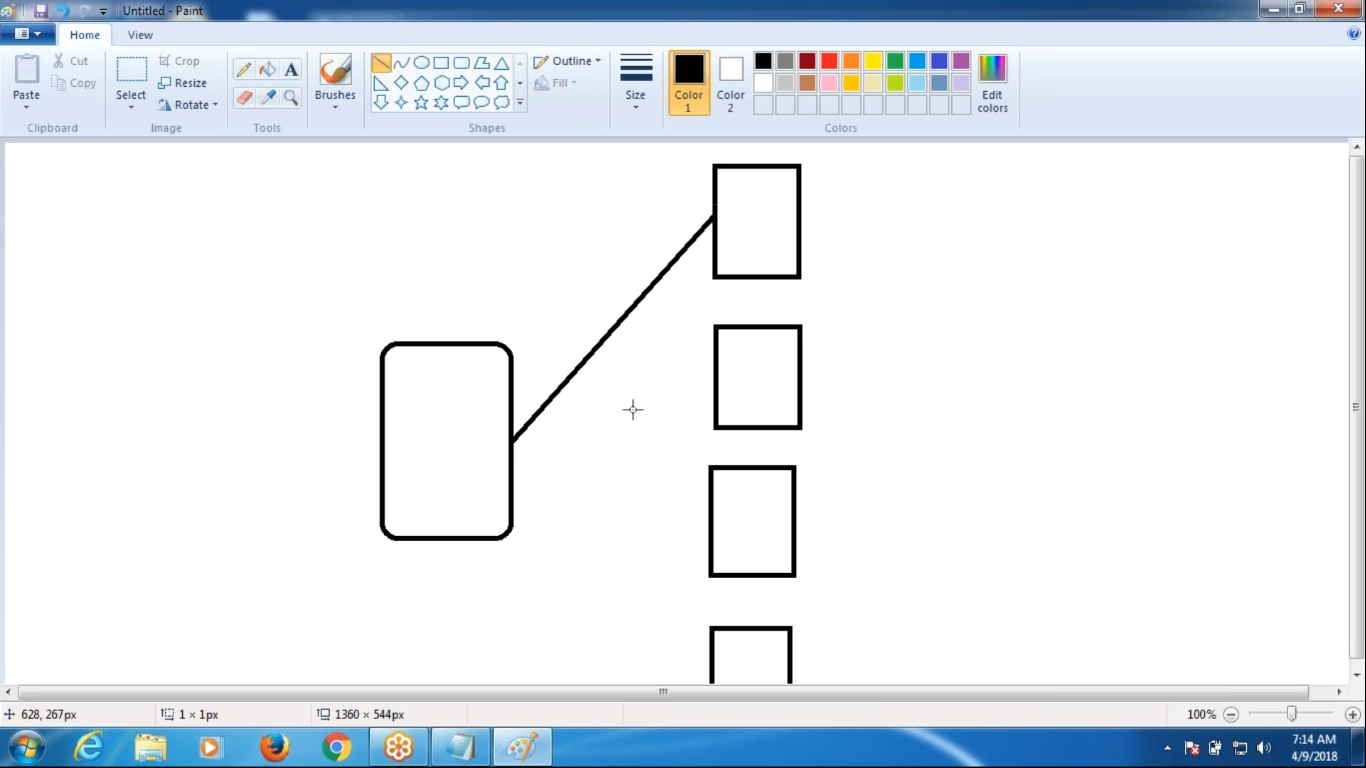 Untitled - Paint
Home View
Paste Cut Copy
Clipboard
Select Crop Resize Rotate
Image
A
Tools
Brushes
Outline Fill
Shapes
Size
Color 1 Color 2
Edit colors
Colors
628, 267px 1 × 1px 1360 × 544px 100%
7:14 AM
4/9/2018